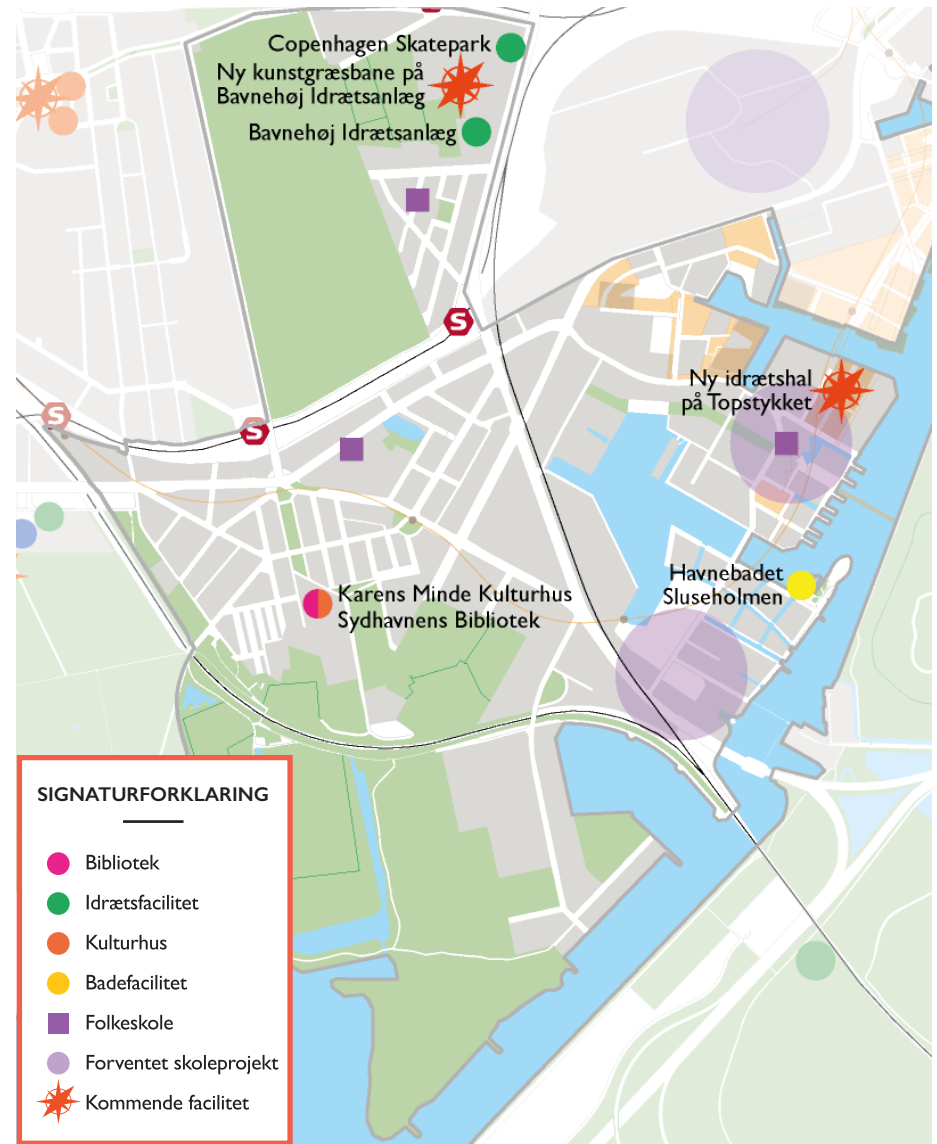 Copenhagen Skatepark
Ny kunstgræsbane på
Bavnehøj Idrætsanlæg
Bavnehøj Idrætsanlæg
S
Ny idrætshal
på Topstykket
S
S
Havnebadet
Sluseholmen
Karens Minde Kulturhus
Sydhavnens Bibliotek
SIGNATURFORKLARING
Bibliotek
Idrætsfacilitet
Kulturhus
Badefacilitet
Folkeskole
Forventet skoleprojekt
Kommende facilitet